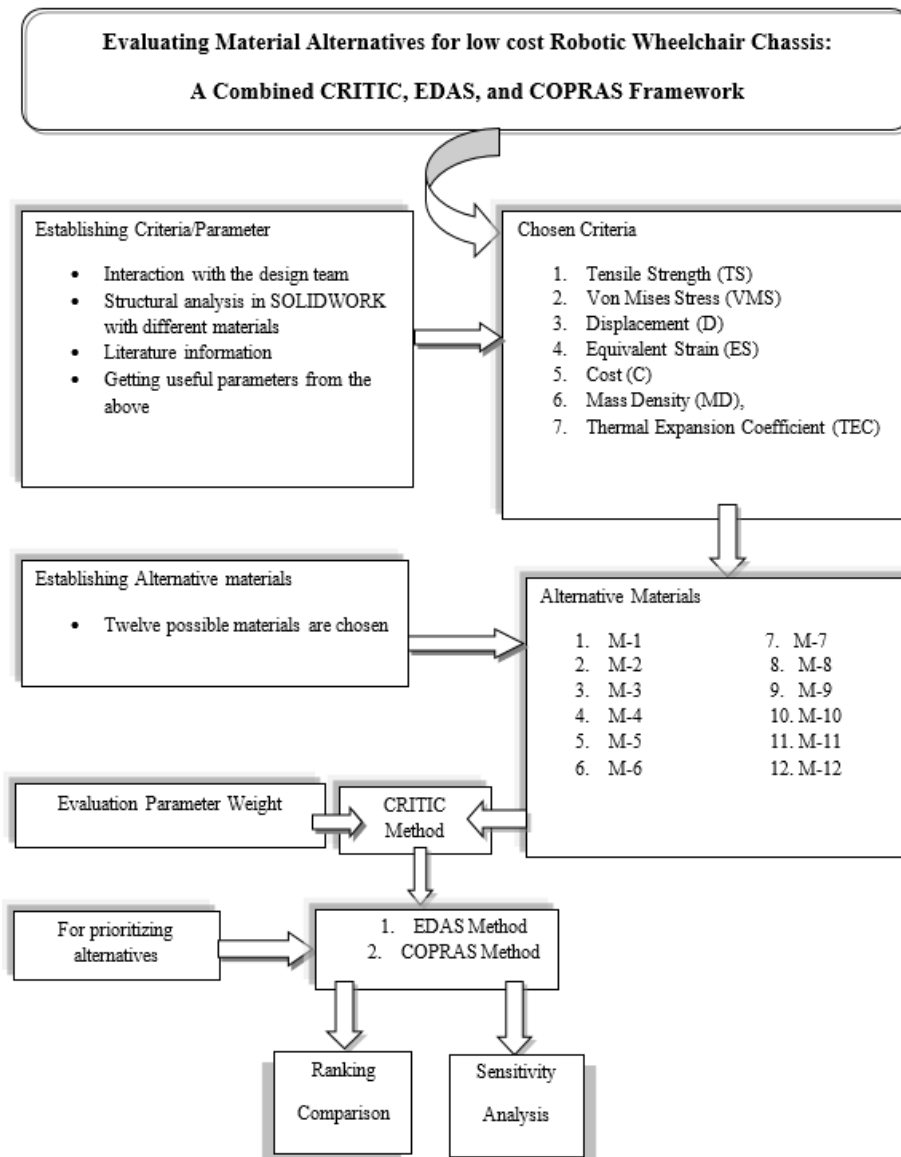 Evaluating Material Alternatives for low cost Robotic Wheelchair Chassis:
A Combined CRITIC, EDAS, and COPRAS Framework
Establishing Criteria/Parameter
• Interaction with the design team
• Structural analysis in SOLIDWORK
with different materials
• Literature information
• Getting useful parameters from the
above
Chosen Criteria
1. Tensile Strength (TS)
2. Von Mises Stress (VMS)
3. Displacement (D)
4. Equivalent Strain (ES)
5. Cost (C)
6. Mass Density (MD),
7. Thermal Expansion Coefficient (TEC)
Establishing Alternative materials
• Twelve possible materials are chosen
Alternative Materials
1. M-1
2. M-2
3. M-3
4. M-4
5. M-5
6. M-6
7. M-7
8. M-8
9. M-9
10. M-10
11. M-11
12. M-12
Evaluation Parameter Weight
CRITIC
Method
For prioritizing
alternatives
1. EDAS Method
2. COPRAS Method
Ranking
Comparison
Sensitivity
Analysis